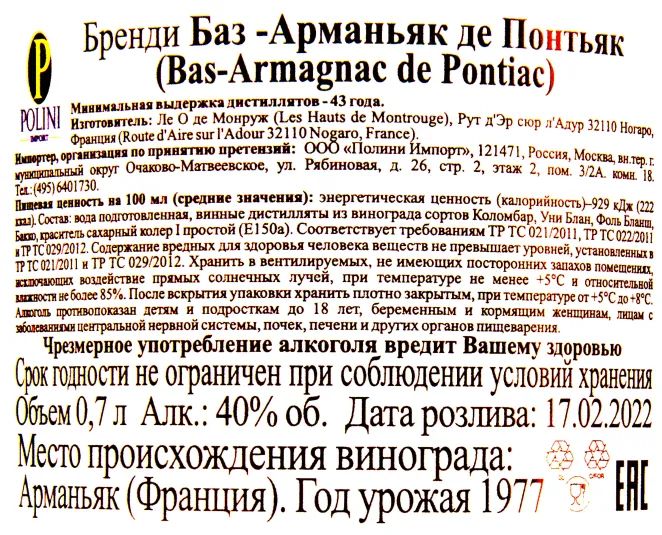 Бренди Баз -Арманьяк де Понтьяк
(Bas-Armagnac de Pontiac)
P
POLINI
IMPORT
Минимальная выдержка дистиллятов - 43 года.
Изготовитель: Ле О де Монруж (Les Hauts de Montrouge), Рут д'Эр сюр л'Адур 32110 Ногаро,
Франция (Route d'Aire sur l'Adour 32110 Nogaro, France).
Импортер, организация по принятию претензий: ООО «Полини Импорт», 121471, Россия, Москва, вн.тер. г.
муниципальный округ Очаково-Матвеевское, ул. Рябиновая, д. 26, стр. 2, этаж 2, пом. 3/2А. комн. 18.
Тел.: (495) 6401730.
Пищевая ценность на 100 мл (средние значения): энергетическая ценность (калорийность)–929 кДж (222
ккал). Состав: вода подготовленная, винные дистилляты из винограда сортов Коломбар, Уни Блан, Фоль Бланш,
Бакко, краситель сахарный колер I простой (Е150а). Соответствует требованиям ТР ТС 021/2011, ТР ТС 022/2011
и ТР ТС 029/2012. Содержание вредных для здоровья человека веществ не превышает уровней, установленных в
ТР ТС 021/2011 и ТР ТС 029/2012. Хранить в вентилируемых, не имеющих посторонних запахов помещениях,
исключающих воздействие прямых солнечных лучей, при температуре не менее +5°С и относительной
влажности не более 85%. После вскрытия упаковки хранить плотно закрытым, при температуре от +5°С до +8°С.
Алкоголь противопоказан детям и подросткам до 18 лет, беременным и кормящим женщинам, лицам с
заболеваниями центральной нервной системы, почек, печени и других органов пищеварения.
Чрезмерное употребление алкоголя вредит Вашему здоровью
Срок годности не ограничен при соблюдении условий хранения
Объем 0,7 л Алк.: 40% об. Дата розлива: 17.02.2022
Место происхождения винограда:
Арманьяк (Франция). Год урожая 1977
EAC